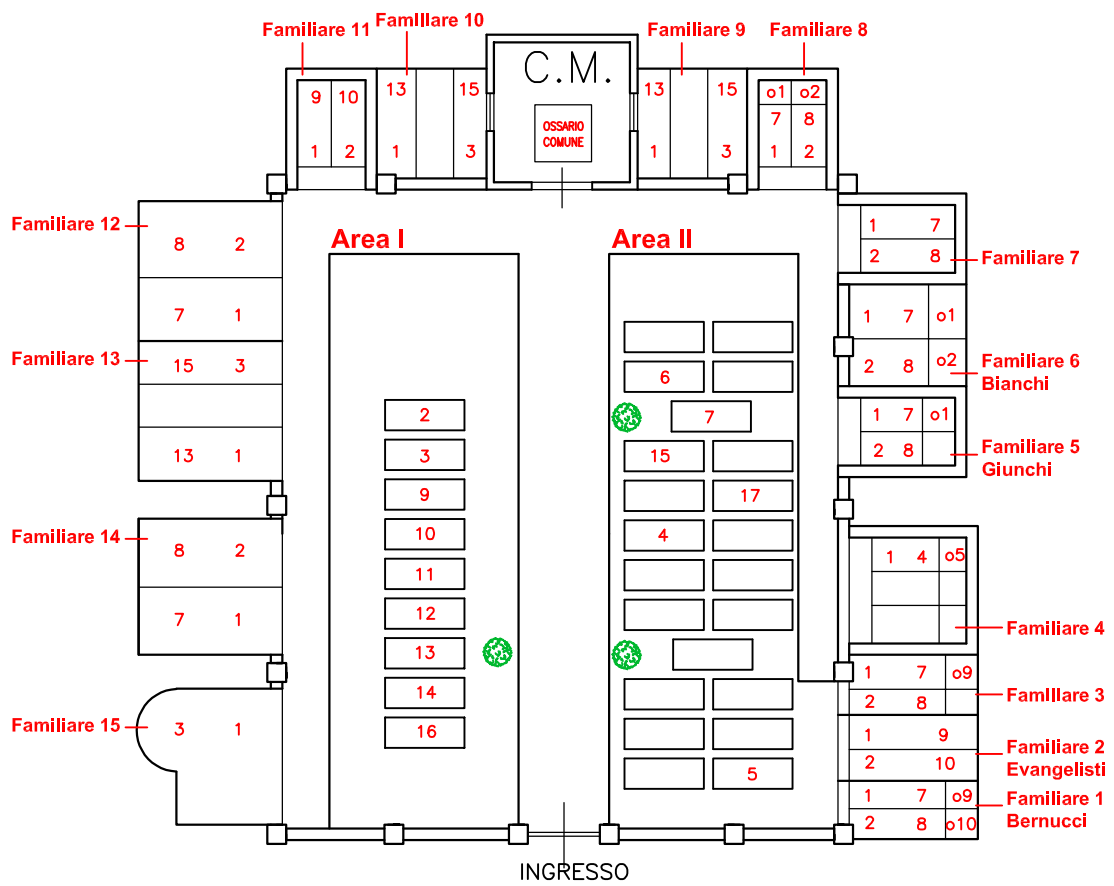 Familiare 10
Familiare 11
Familiare 9
Familiare 8
C.M.
OSSARIO
COMUNE
9 10
1 2
13 15
1 3
13 15
1 3
o1 o2
7 8
1 2
Familiare 12
8 2
7 1
Familiare 13
15 3
13 1
Familiare 14
8 2
7 1
Familiare 15
3 1
Area I
2
3
9
10
11
12
13
14
16
Area II
6
7
15
17
4
5
1 7
2 8
Familiare 7
1 7 o1
2 8 o2
Familiare 6
Bianchi
1 7 o1
2 8
Familiare 5
Giunchi
1 4 o5
Familiare 4
1 7 o9
2 8
FamIlIare 3
1 9
2 10
Familiare 2
Evangelisti
1 7 o9
2 8 o10
Familiare 1
Bernucci
INGRESSO